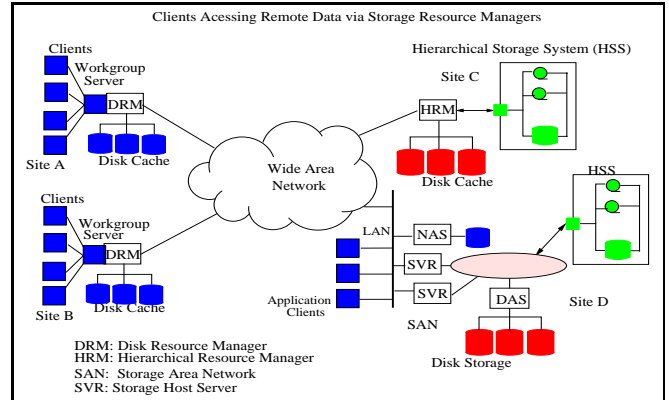 Clients Acessing Remote Data via Storage Resource Managers
Clients
Workgroup
Server
DRM
Disk Cache
Site A
Clients
Workgroup
Server
DRM
Disk Cache
Site B
Wide Area
Network
Hierarchical Storage System (HSS)
Site C
HRM
Disk Cache
HSS
LAN
NAS
SVR
SVR
Application
Clients
SAN
DAS
Site D
Disk Storage
DRM: Disk Resource Manager
HRM: Hierarchical Resource Manager
SAN: Storage Area Network
SVR: Storage Host Server